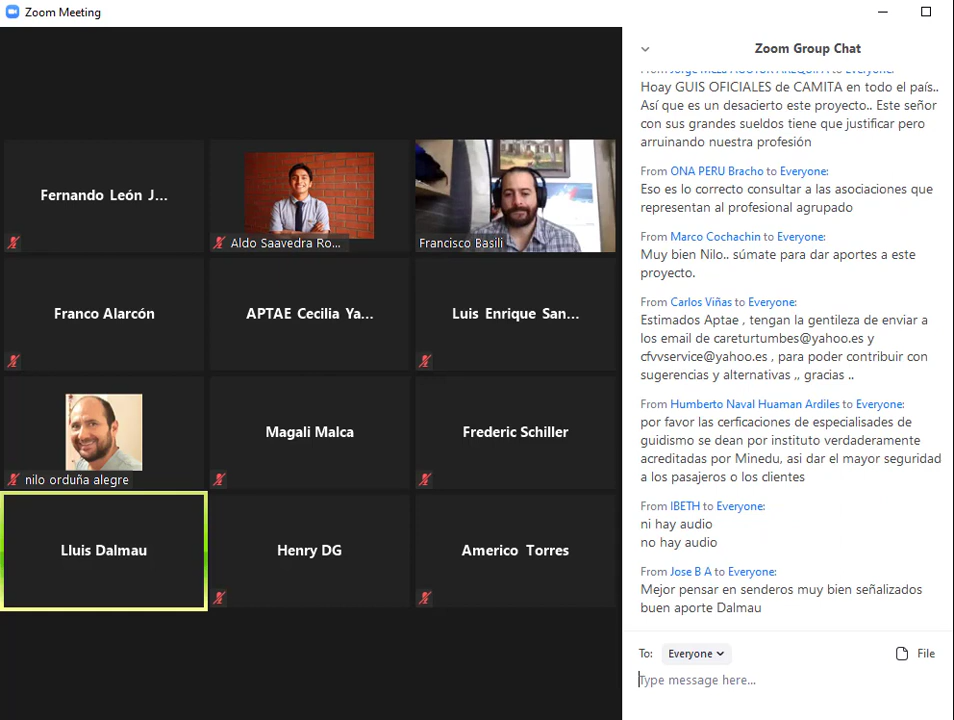 Zoom Meeting
Fernando León J...
Aldo Saavedra Ro...
Francisco Basili
Franco Alarcón
APTAE Cecilia Ya...
Luis Enrique San...
nilo orduña alegre
Magali Malca
Frederic Schiller
Lluis Dalmau
Henry DG
Americo Torres
Zoom Group Chat
to Everyone:
Hoay GUIS OFICIALES de CAMITA en todo el país..
Así que es un desacierto este proyecto.. Este señor
con sus grandes sueldos tiene que justificar pero
arruinando nuestra profesión
From ONA PERU Bracho to Everyone:
Eso es lo correcto consultar a las asociaciones que
representan al profesional agrupado
From Marco Cochachin to Everyone:
Muy bien Nilo.. súmate para dar aportes a este
proyecto.
From Carlos Viñas to Everyone:
Estimados Aptae , tengan la gentileza de enviar a
los email de careturtumbes@yahoo.es y
cfvvservice@yahoo.es , para poder contribuir con
sugerencias y alternativas ,, gracias ..
From Humberto Naval Huaman Ardiles to Everyone:
por favor las cerficaciones de especialisades de
guidismo se dean por instituto verdaderamente
acreditadas por Minedu, asi dar el mayor seguridad
a los pasajeros o los clientes
From IBETH to Everyone:
ni hay audio
no hay audio
From Jose B A to Everyone:
Mejor pensar en senderos muy bien señalizados
buen aporte Dalmau
To: Everyone File
Type message here...